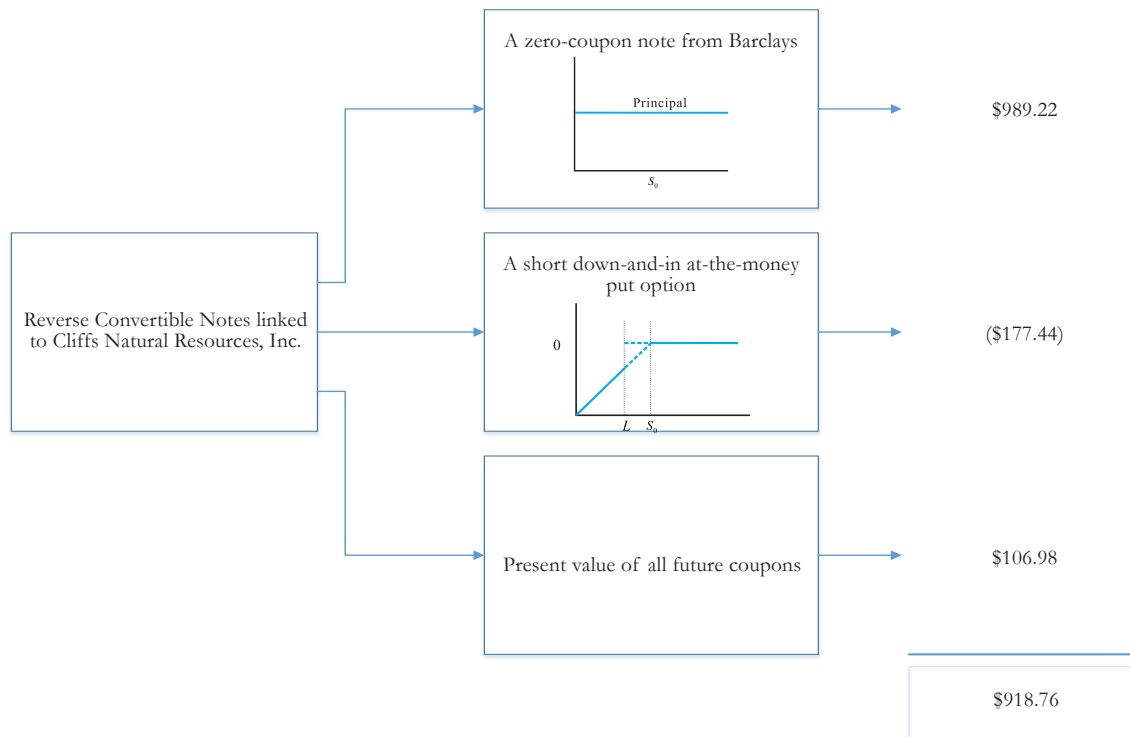 A zero-coupon note from Barclays
Principal
S₀
$989.22
Reverse Convertible Notes linked
to Cliffs Natural Resources, Inc.
A short down-and-in at-the-money
put option
0
L S₀
($177.44)
Present value of all future coupons
$106.98
$918.76